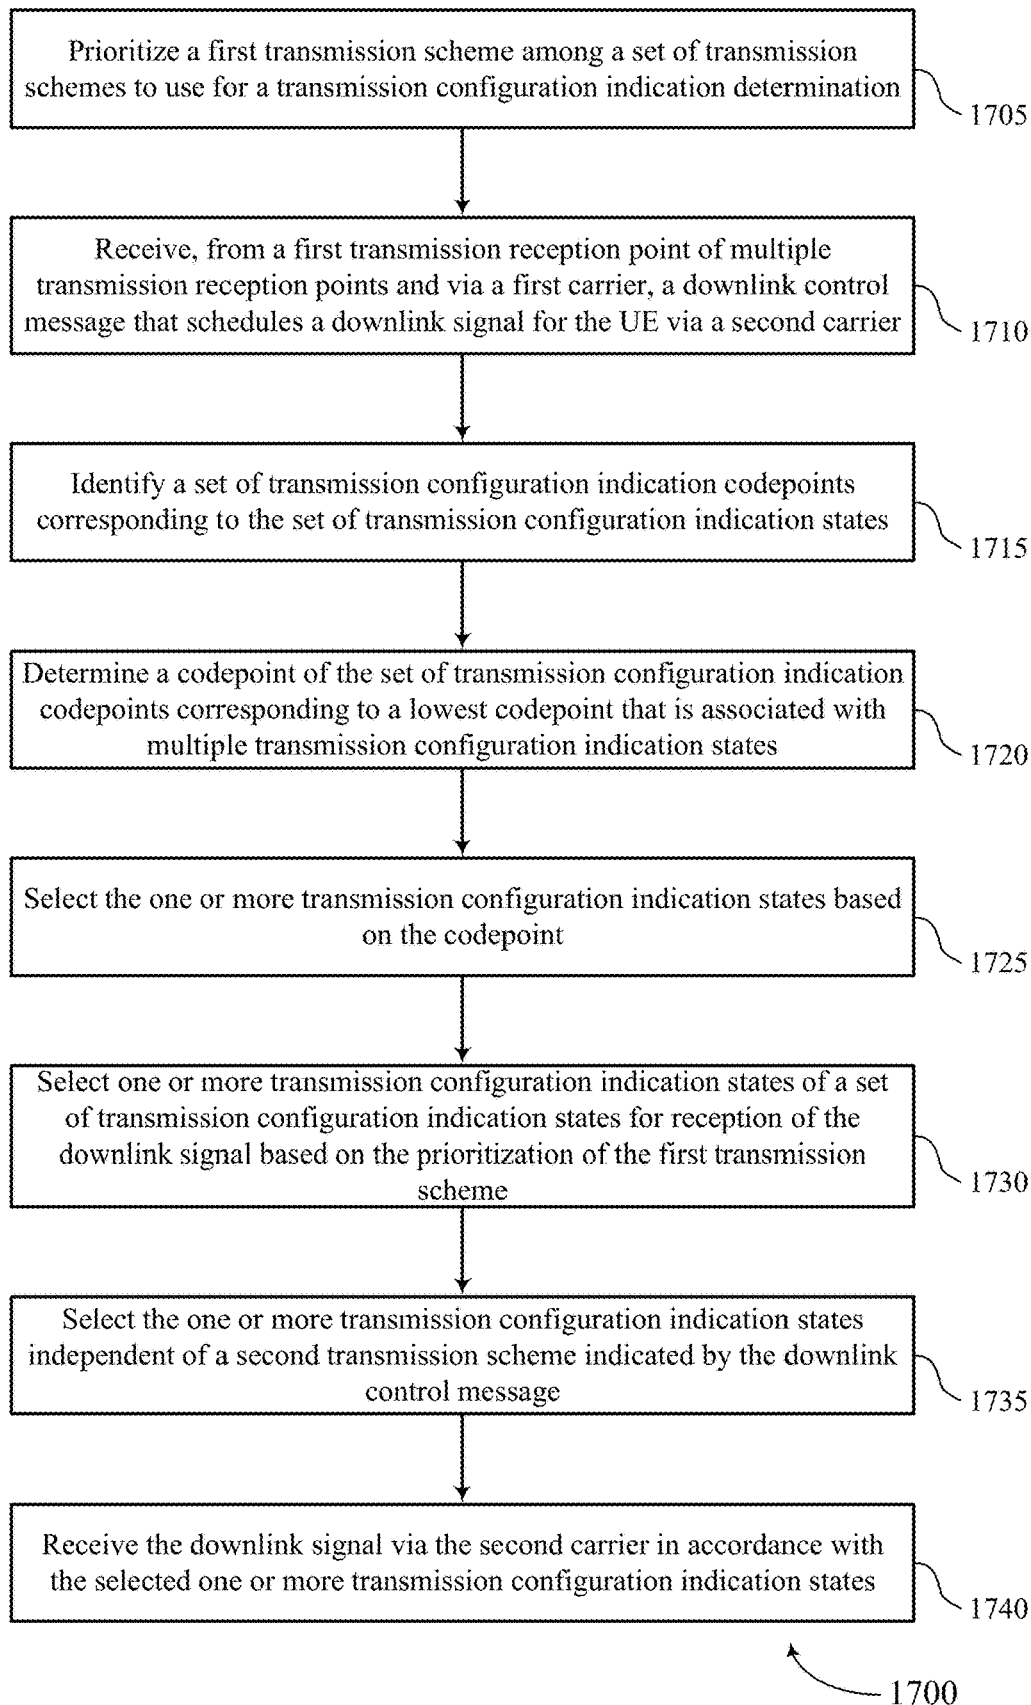 Prioritize a first transmission scheme among a set of transmission
schemes to use for a transmission configuration indication determination
1705
Receive, from a first transmission reception point of multiple
transmission reception points and via a first carrier, a downlink control
message that schedules a downlink signal for the UE via a second carrier
1710
Identify a set of transmission configuration indication codepoints
corresponding to the set of transmission configuration indication states
1715
Determine a codepoint of the set of transmission configuration indication
codepoints corresponding to a lowest codepoint that is associated with
multiple transmission configuration indication states
1720
Select the one or more transmission configuration indication states based
on the codepoint
1725
Select one or more transmission configuration indication states of a set
of transmission configuration indication states for reception of the
downlink signal based on the prioritization of the first transmission
scheme
1730
Select the one or more transmission configuration indication states
independent of a second transmission scheme indicated by the downlink
control message
1735
Receive the downlink signal via the second carrier in accordance with
the selected one or more transmission configuration indication states
1740
1700